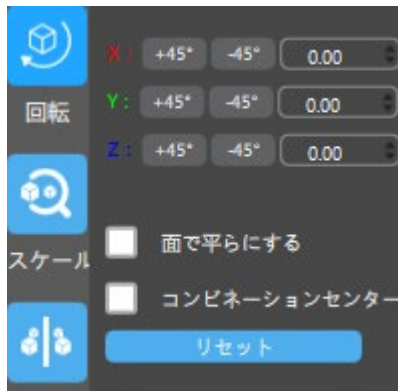 X: +45° -45° 0.00
回転
Y: +45° -45° 0.00
Z: +45° -45° 0.00
面で平らにする
スケール
コンビネーションセンター
リセット